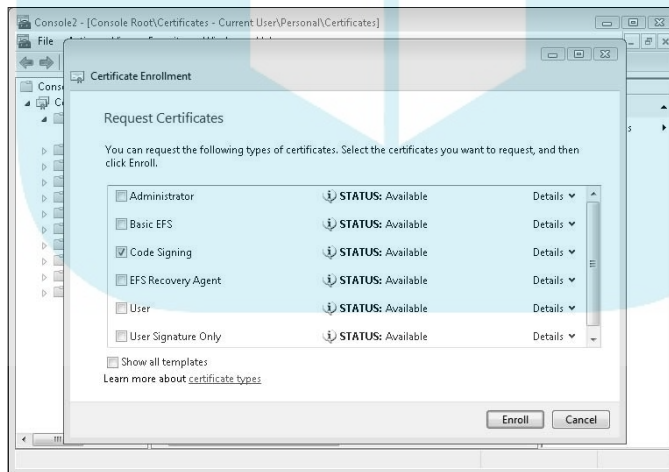 Console2 - [Console Root\Certificates - Current User\Personal\Certificates]
File
Conso
Certificate Enrollment
Request Certificates
You can request the following types of certificates. Select the certificates you want to request, and then
click Enroll.
Administrator STATUS: Available Details
Basic EFS STATUS: Available Details
Code Signing STATUS: Available Details
EFS Recovery Agent STATUS: Available Details
User STATUS: Available Details
User Signature Only STATUS: Available Details
Show all templates
Learn more about certificate types
Enroll Cancel